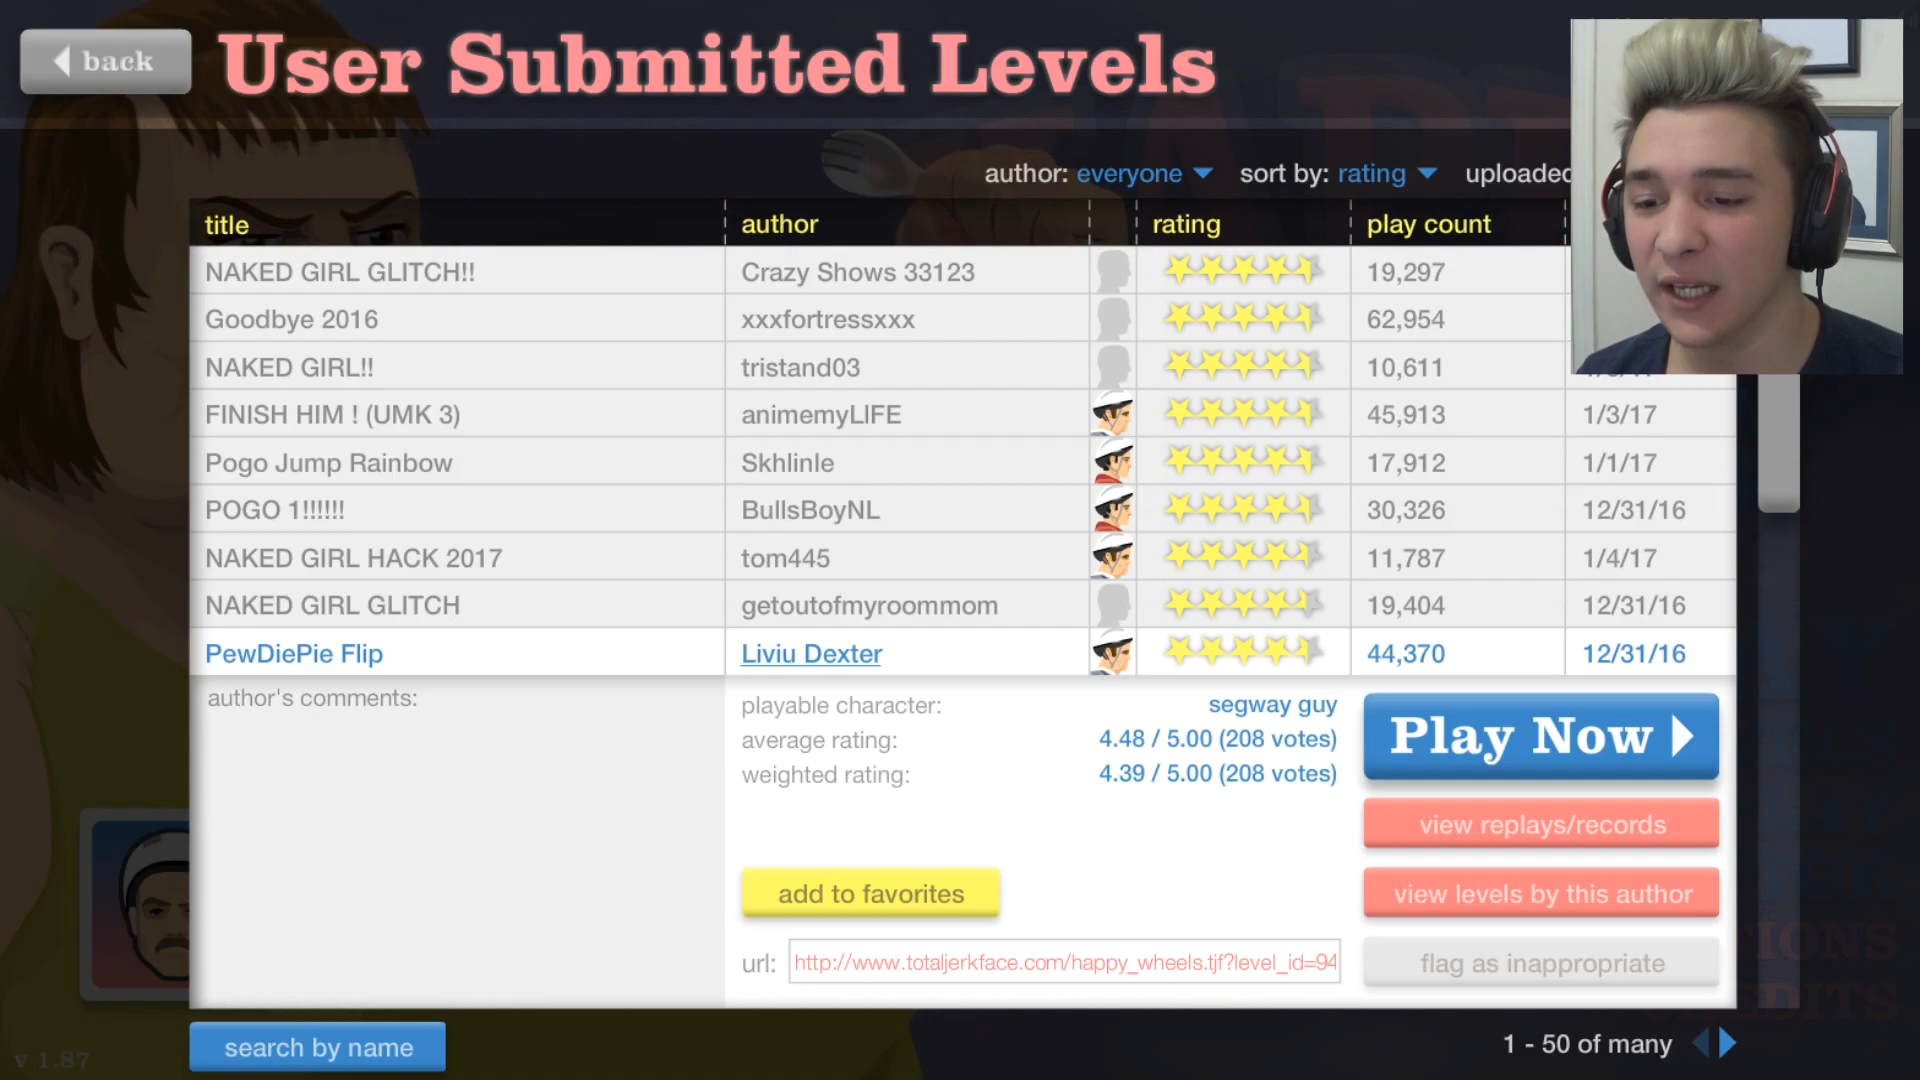 back
User Submitted Levels
author: everyone sort by: rating uploaded
title author rating play count
NAKED GIRL GLITCH!! Crazy Shows 33123 19,297
Goodbye 2016 xxxfortressxxx 62,954
NAKED GIRL!! tristand03 10,611
FINISH HIM ! (UMK 3) animemyLIFE 45,913 1/3/17
Pogo Jump Rainbow Skhlinle 17,912 1/1/17
POGO 1!!!!!! BullsBoyNL 30,326 12/31/16
NAKED GIRL HACK 2017 tom445 11,787 1/4/17
NAKED GIRL GLITCH getoutofmyroommom 19,404 12/31/16
PewDiePie Flip Liviu Dexter 44,370 12/31/16
author's comments:
playable character: segway guy
average rating: 4.48 / 5.00 (208 votes)
weighted rating: 4.39 / 5.00 (208 votes)
Play Now
view replays/records
add to favorites
view levels by this author
url: http://www.totaljerkface.com/happy_wheels.tjf?level_id=94
flag as inappropriate
search by name
1 - 50 of many
v 1.87